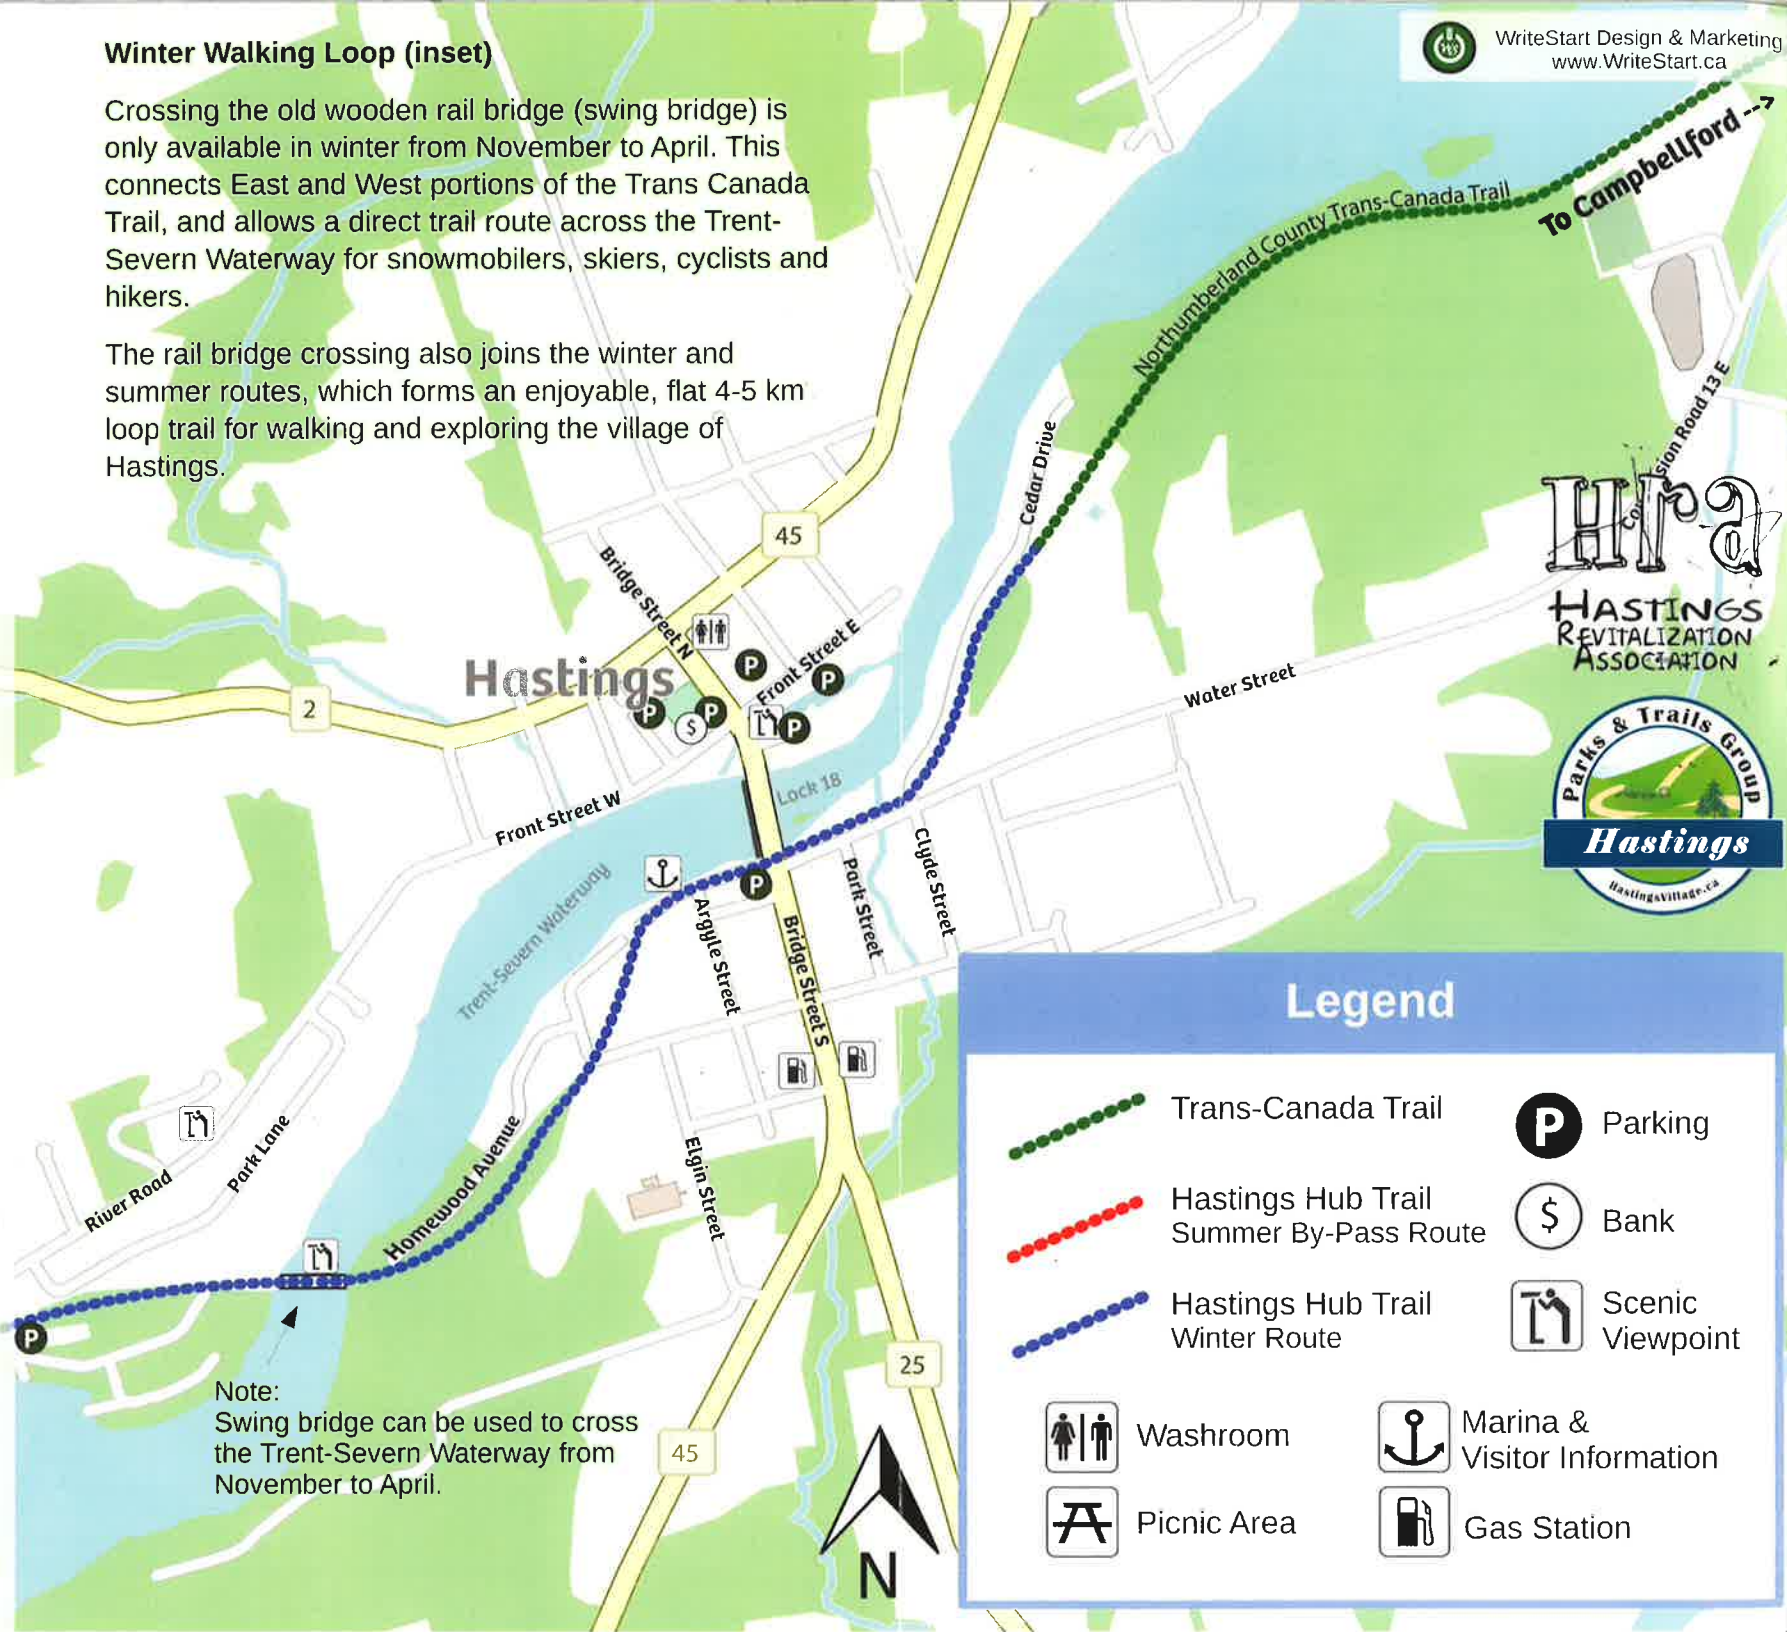 Winter Walking Loop (inset)
Crossing the old wooden rail bridge (swing bridge) is
only available in winter from November to April. This
connects East and West portions of the Trans Canada
Trail, and allows a direct trail route across the Trent-
Severn Waterway for snowmobilers, skiers, cyclists and
hikers.
The rail bridge crossing also joins the winter and
summer routes, which forms an enjoyable, flat 4-5 km
loop trail for walking and exploring the village of
Hastings.
WS
WriteStart Design & Marketing
www.WriteStart.ca
To Campbellford -->
Northumberland County Trans-Canada Trail
Cedar Drive
sion Road 13 E
Hra
HASTINGS
REVITALIZATION
ASSOCIATION
45
Bridge Street N
Hastings
Front Street E
P
P
P
P
$
P
2
Water Street
Parks & Trails Group
Hastings
HastingsVillage.ca
Lock 18
Front Street W
Trent-Severn Waterway
P
Argyle Street
Bridge Street S
Park Street
Clyde Street
River Road
Park Lane
Homewood Avenue
Elgin Street
P
Note:
Swing bridge can be used to cross
the Trent-Severn Waterway from
November to April.
45
25
N
Legend
Trans-Canada Trail
P Parking
Hastings Hub Trail
Summer By-Pass Route
$ Bank
Hastings Hub Trail
Winter Route
Scenic
Viewpoint
Washroom
Marina &
Visitor Information
Picnic Area
Gas Station